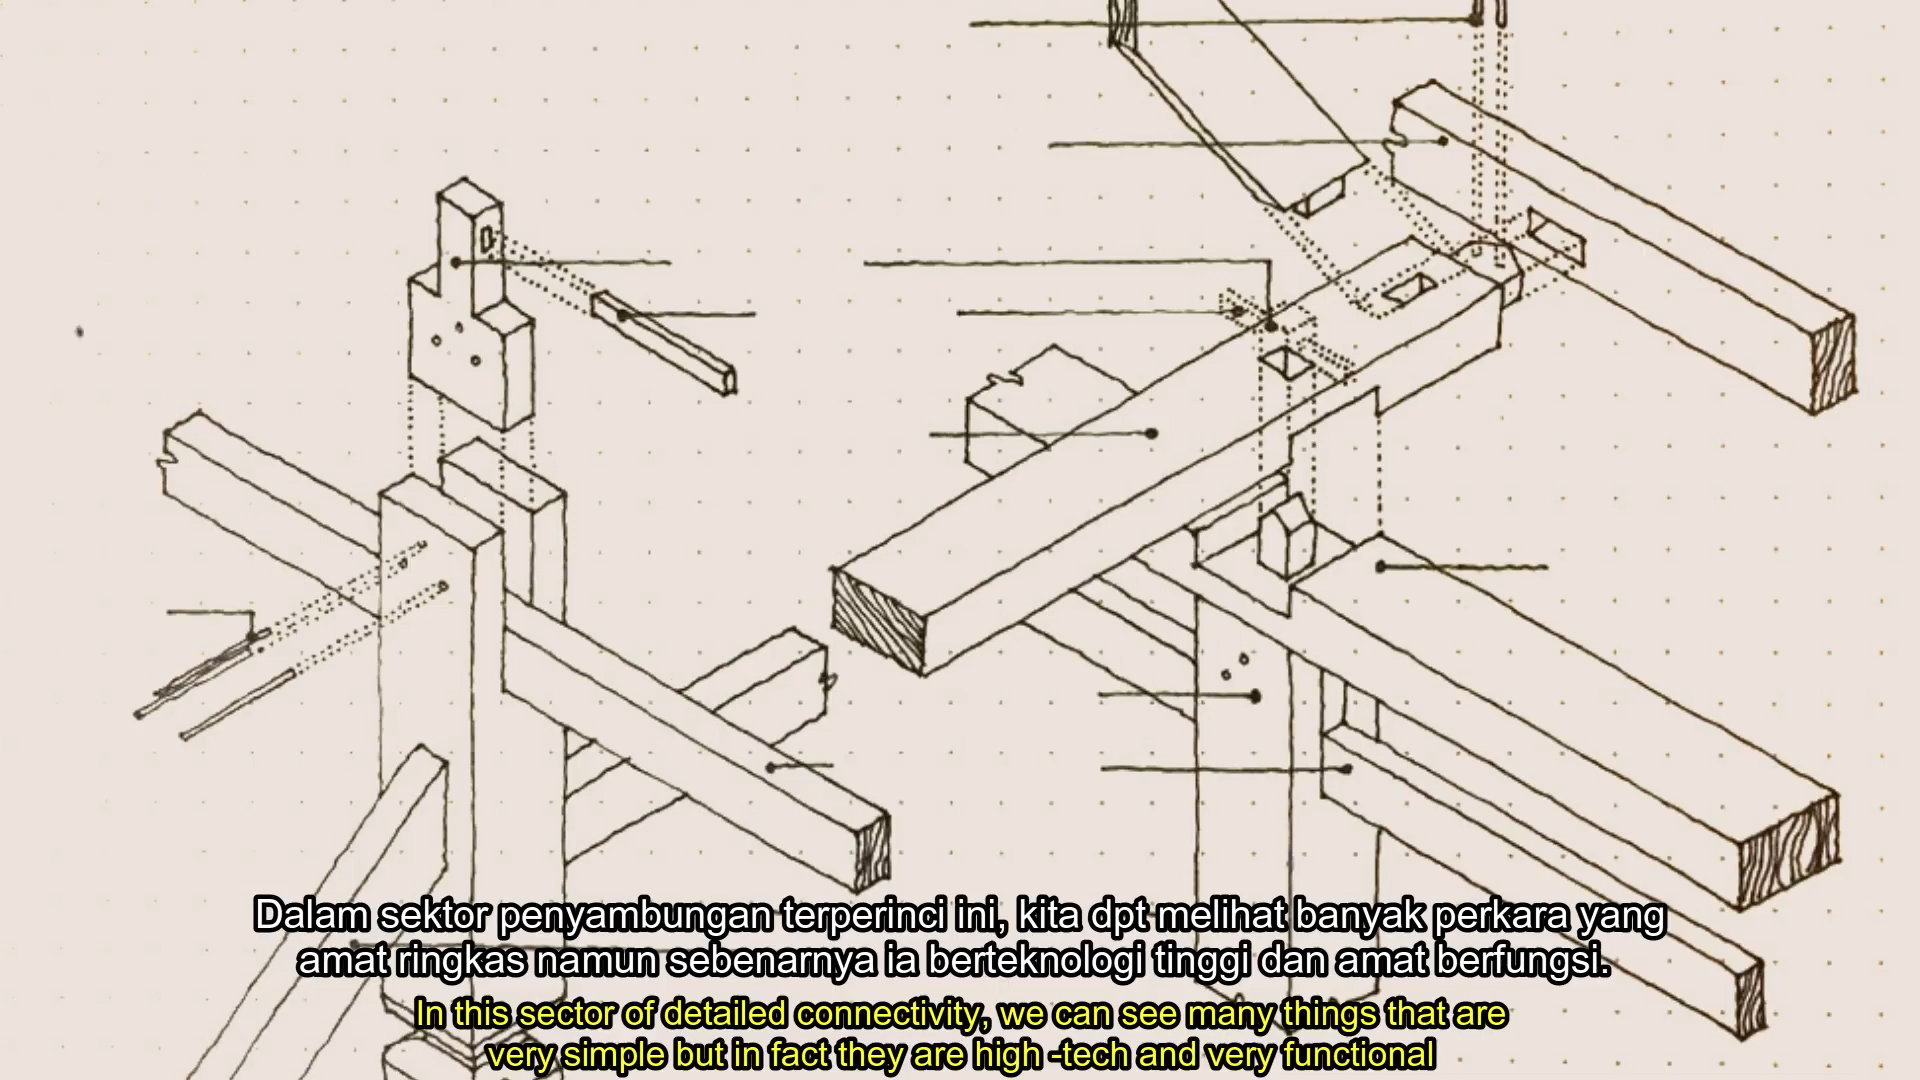 Dalam sektor penyambungan terperinci ini, kita dpt melihat banyak perkara yang
amat ringkas namun sebenarnya ia berteknologi tinggi dan amat berfungsi.
In this sector of detailed connectivity, we can see many things that are
very simple but in fact they are high -tech and very functional